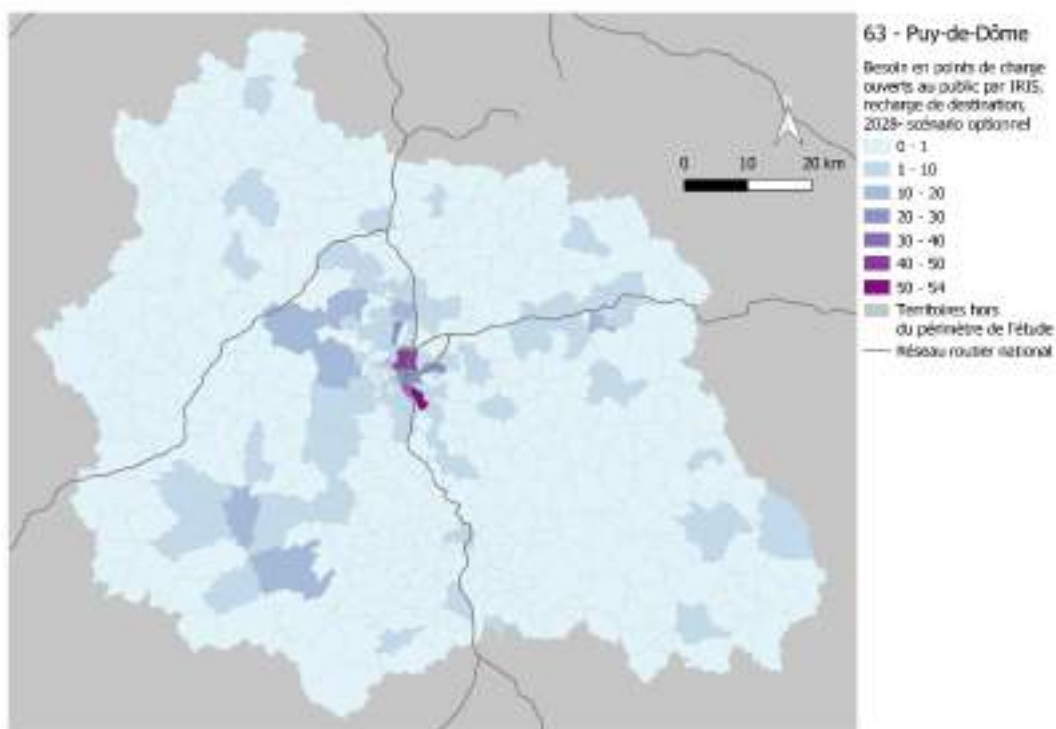 63 - Puy-de-Dôme
Besoin en points de charge
ouverts au public par IRIS,
recharge de destination,
2028- scénario optionnel
0 - 1
1 - 10
10 - 20
20 - 30
30 - 40
40 - 50
50 - 54
Territoires hors
du périmètre de l'étude
Réseau routier national
0 10 20 km